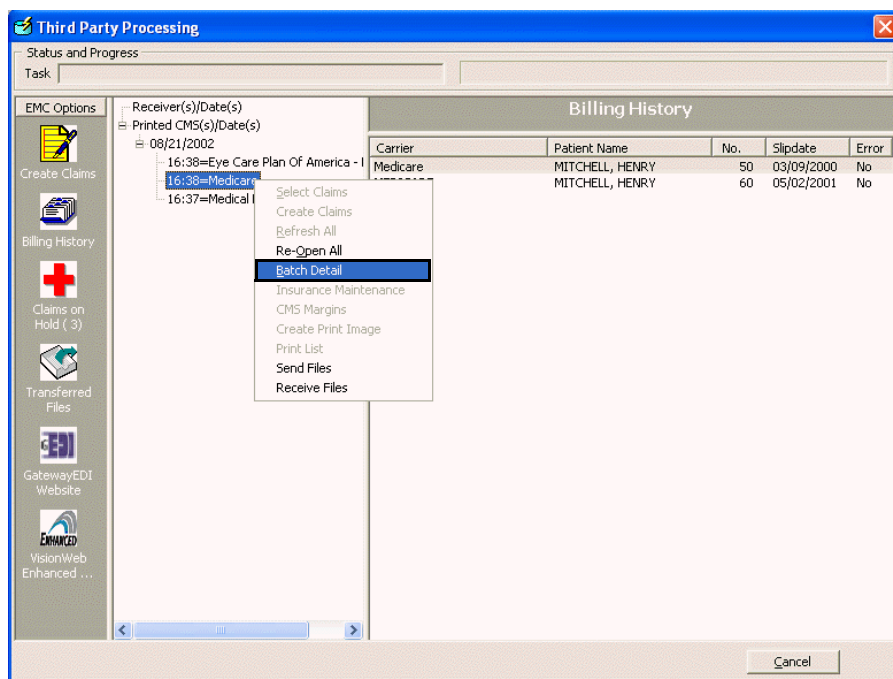 Third Party Processing
Status and Progress
Task
EMC Options
Create Claims
Billing History
Claims on
Hold ( 3)
Transferred
Files
GEDI
GatewayEDI
Website
ENHANCED
VisionWeb
Enhanced ...
Receiver(s)/Date(s)
Printed CMS(s)/Date(s)
08/21/2002
16:38=Eye Care Plan Of America -
16:38=Medicare
16:37=Medical
Select Claims
Create Claims
Refresh All
Re-Open All
Batch Detail
Insurance Maintenance
CMS Margins
Create Print Image
Print List
Send Files
Receive Files
Billing History
Carrier Patient Name No. Slipdate Error
Medicare MITCHELL, HENRY 50 03/09/2000 No
MITCHELL, HENRY 60 05/02/2001 No
Cancel